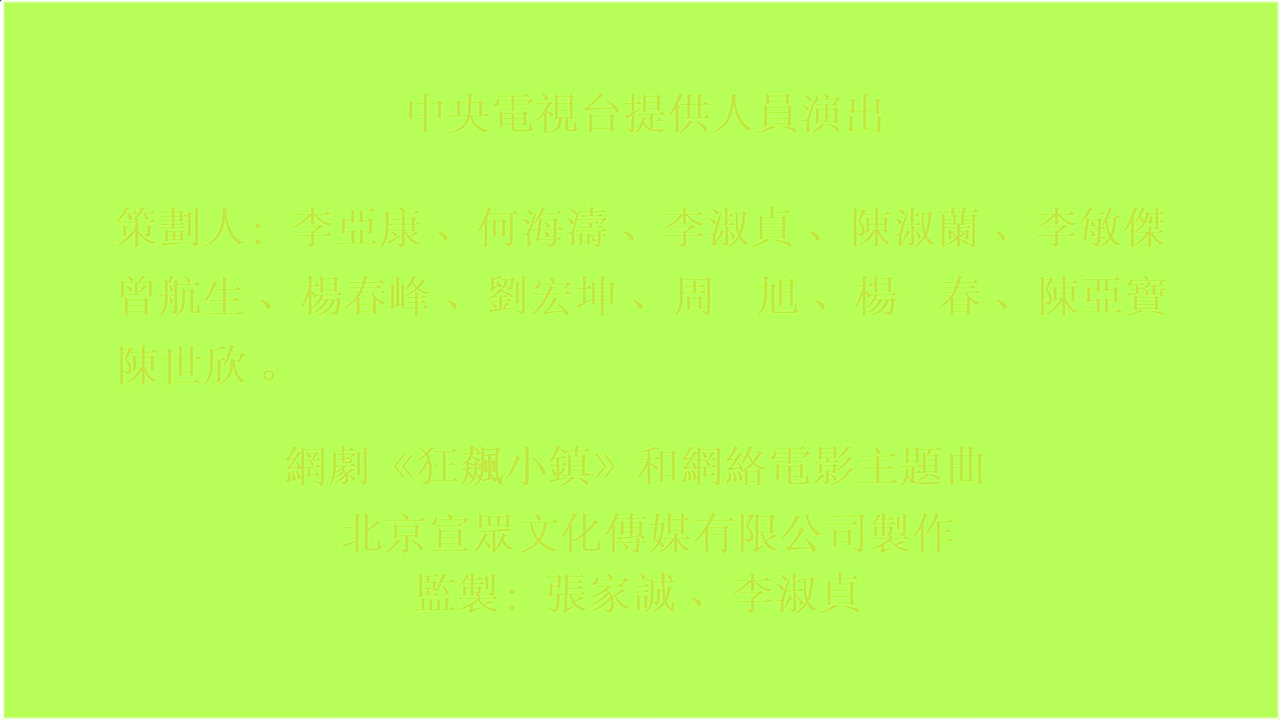 中央電視台提供人員演出
策劃人：李亞康、何海濤、李淑貞、陳淑蘭、李敏傑
曾航生、楊春峰、劉宏坤、周　旭、楊　春、陳亞寶
陳世欣。
網劇《狂飆小鎮》和網絡電影主題曲
北京宣眾文化傳媒有限公司製作
監製：張家誠、李淑貞